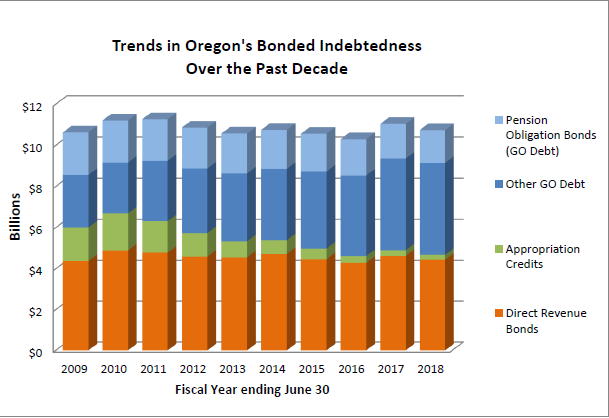 Trends in Oregon's Bonded Indebtedness
Over the Past Decade
$12
$10
$8
$6
$4
$2
$0
Billions
2009 2010 2011 2012 2013 2014 2015 2016 2017 2018
Fiscal Year ending June 30
Pension
Obligation Bonds
(GO Debt)
Other GO Debt
Appropriation
Credits
Direct Revenue
Bonds